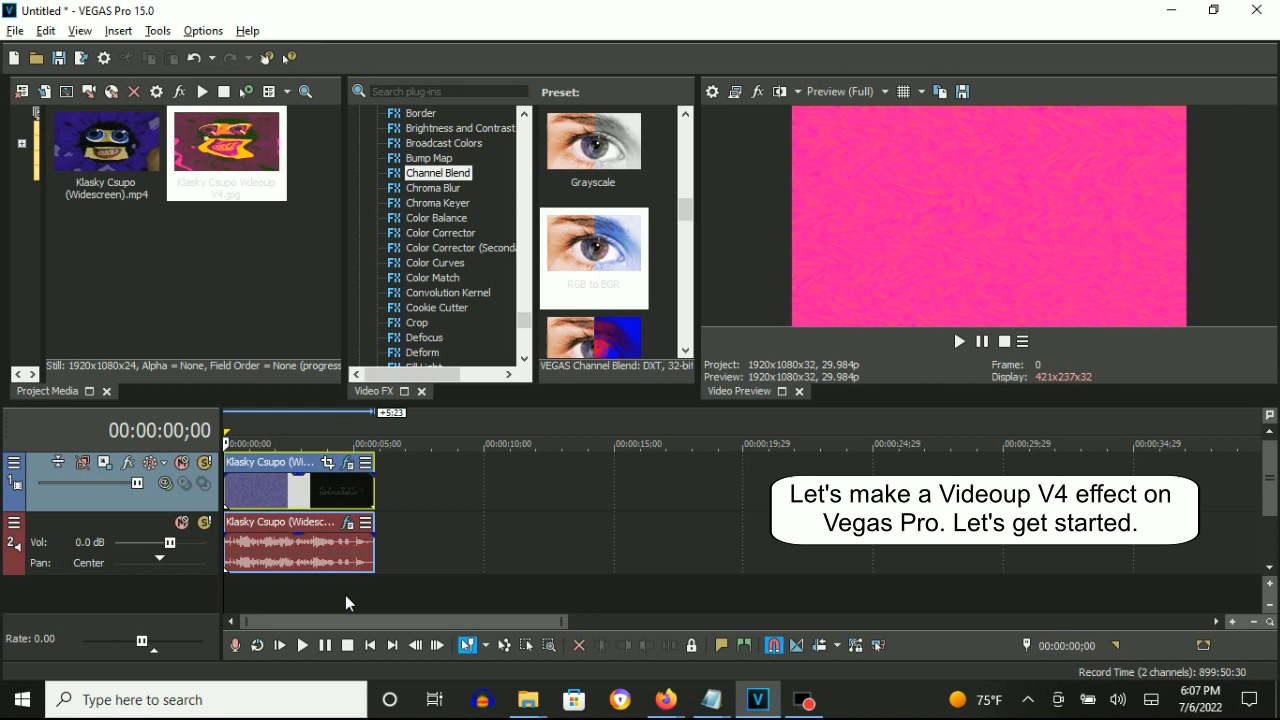 Untitled * - VEGAS Pro 15.0
File Edit View Insert Tools Options Help
Search plug-ins
Preset:
Preview (Full)
Klasky Csupo
(Widescreen).mp4
Klasky Csupo Videoup
V4.jpg
Border
Brightness and Contrast
Broadcast Colors
Bump Map
Channel Blend
Chroma Blur
Chroma Keyer
Color Balance
Color Corrector
Color Corrector (Seconda
Color Curves
Color Match
Convolution Kernel
Cookie Cutter
Crop
Defocus
Deform
Fill Light
Grayscale
RGB to BGR
Still: 1920x1080x24, Alpha = None, Field Order = None (progress
VEGAS Channel Blend: DXT, 32-bit
Project: 1920x1080x32, 29.984p
Preview: 1920x1080x32, 29.984p
Frame: 0
Display: 421x237x32
Project Media
Video FX
Video Preview
+5;23
00:00:00;00
00:00:00;00 00:00:05;00 00:00:10;00 00:00:15;00 00:00:19;29 00:00:24;29 00:00:29;29 00:00:34;29
1
Klasky Csupo (Wi...
2
Klasky Csupo (Widesc...
Vol: 0.0 dB
Pan: Center
Let's make a Videoup V4 effect on
Vegas Pro. Let's get started.
Rate: 0.00
00:00:00;00
Record Time (2 channels): 899:50:30
Type here to search
75°F
6:07 PM
7/6/2022